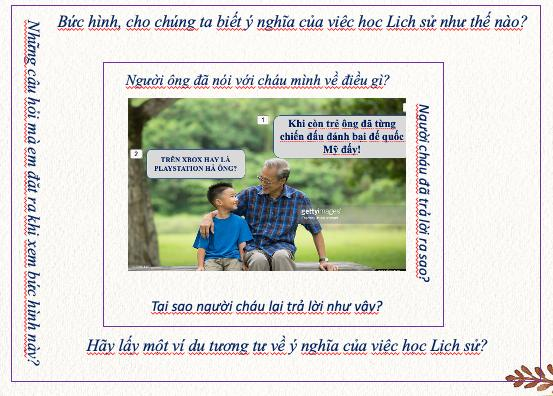 Bức hình, cho chúng ta biết ý nghĩa của việc học Lịch sử như thế nào?
Những câu hỏi mà em đặt ra khi xem bức hình này?
Người ông đã nói với cháu mình về điều gì?
1
Khi còn trẻ ông đã từng
chiến đấu đánh bại đế quốc
Mỹ đấy!
2
TRÊN XBOX HAY LÀ
PLAYSTATION HẢ ÔNG?
gettyimages
Người cháu đã trả lời ra sao?
Tại sao người cháu lại trả lời như vậy?
Hãy lấy một ví dụ tương tự về ý nghĩa của việc học Lịch sử?